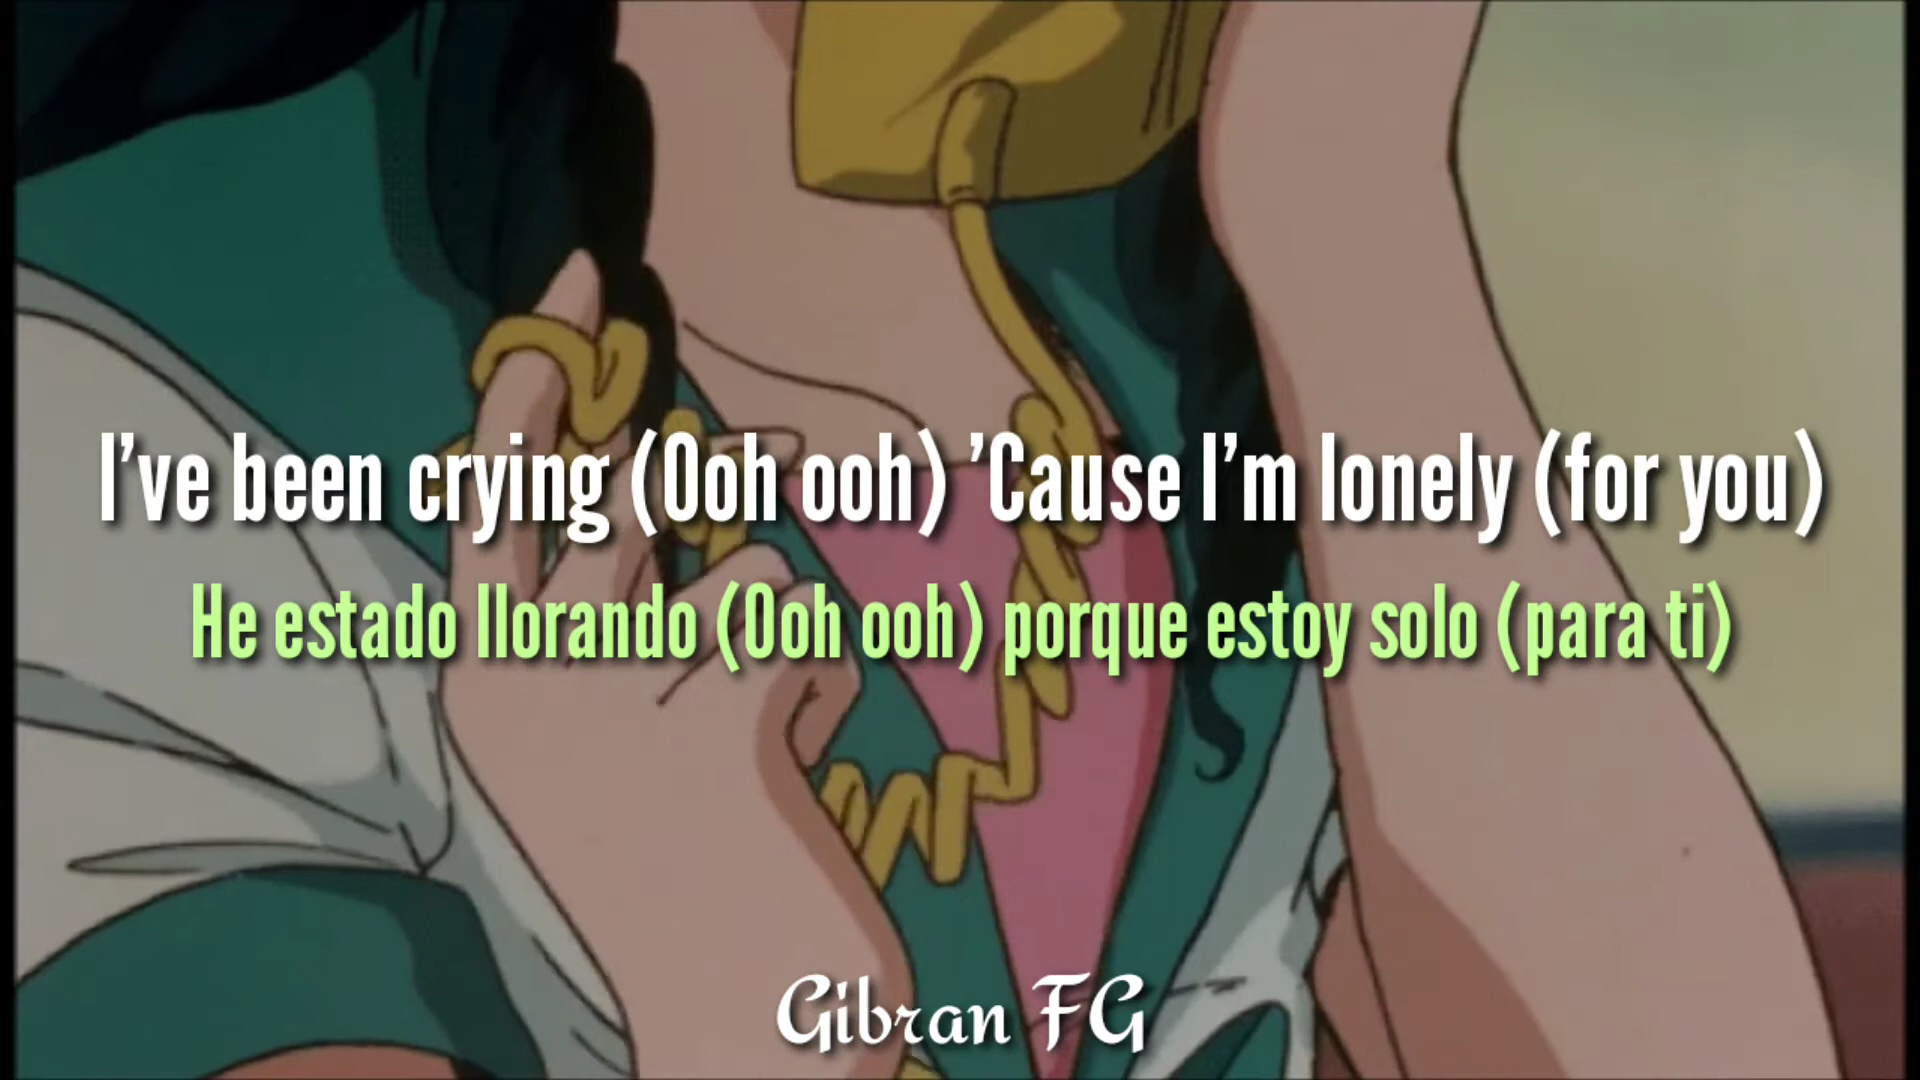 I've been crying (Ooh ooh) 'Cause I'm lonely (for you)
He estado llorando (Ooh ooh) porque estoy solo (para ti)
Gibran FG